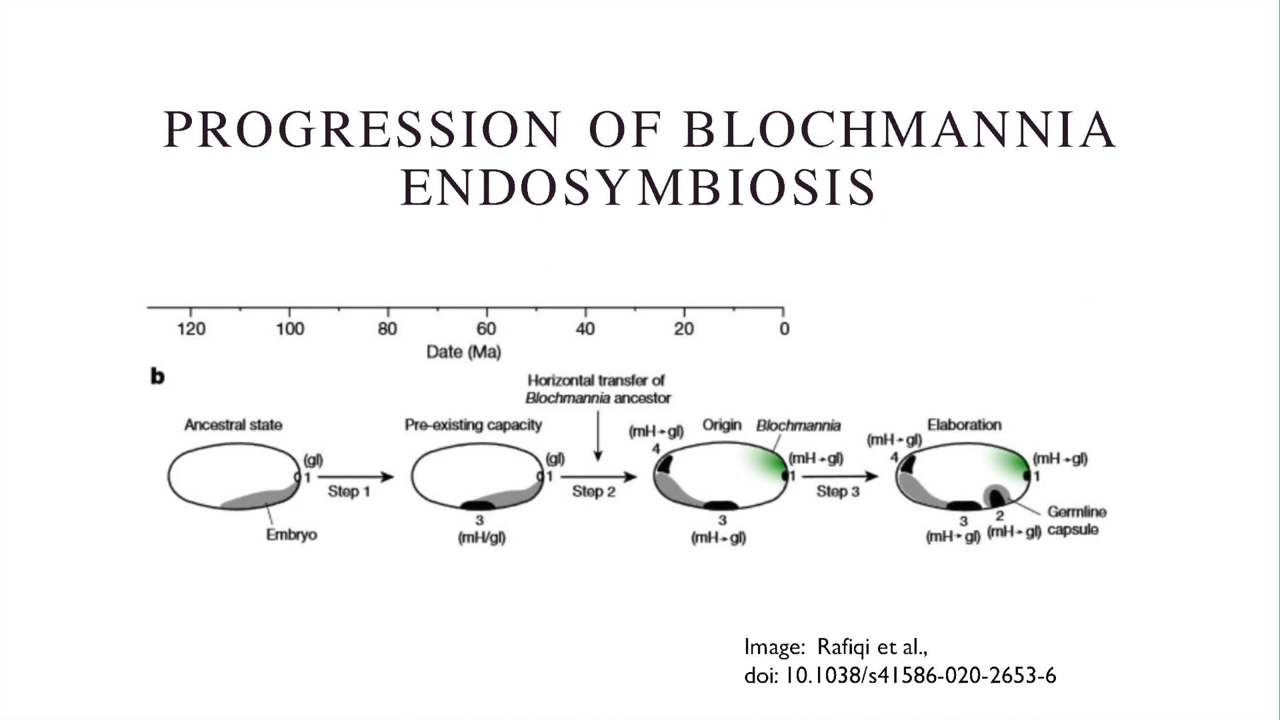 PROGRESSION OF BLOCHMANNIA
ENDOSYMBIOSIS
120 100 80 60 40 20 0
Date (Ma)
b
Horizontal transfer of
Blochmannia ancestor
Ancestral state
(gl)
1
Embryo
Step 1
Pre-existing capacity
(gl)
1
3
(mH/gl)
Step 2
Origin
Blochmannia
(mH→gl)
4
(mH→gl)
1
3
(mH→gl)
Step 3
Elaboration
(mH→gl)
4
(mH→gl)
1
3
(mH→gl)
2
(mH→gl)
Germline
capsule
Image: Rafiqi et al.,
doi: 10.1038/s41586-020-2653-6